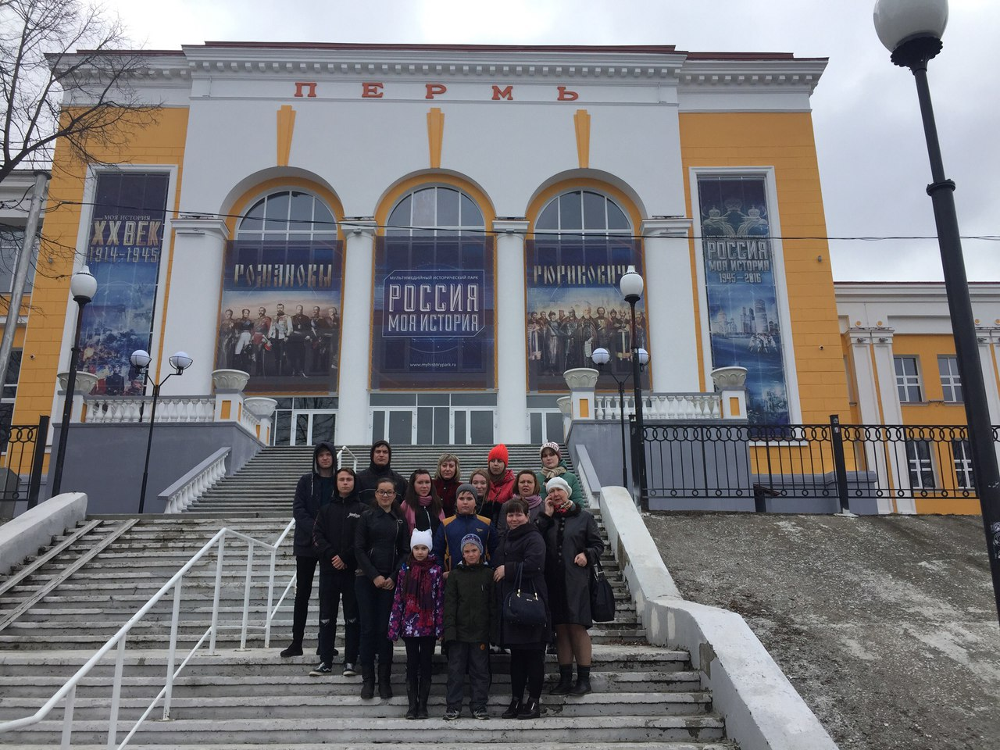 ПЕРМЬ
МОЯ ИСТОРИЯ
XX ВЕК
1914-1945
РОМАНОВЫ
МУЛЬТИМЕДИЙНЫЙ ИСТОРИЧЕСКИЙ ПАРК
РОССИЯ
МОЯ ИСТОРИЯ
www.myhistorypark.ru
РЮРИКОВИЧИ
РОССИЯ
МОЯ ИСТОРИЯ
1945-2016